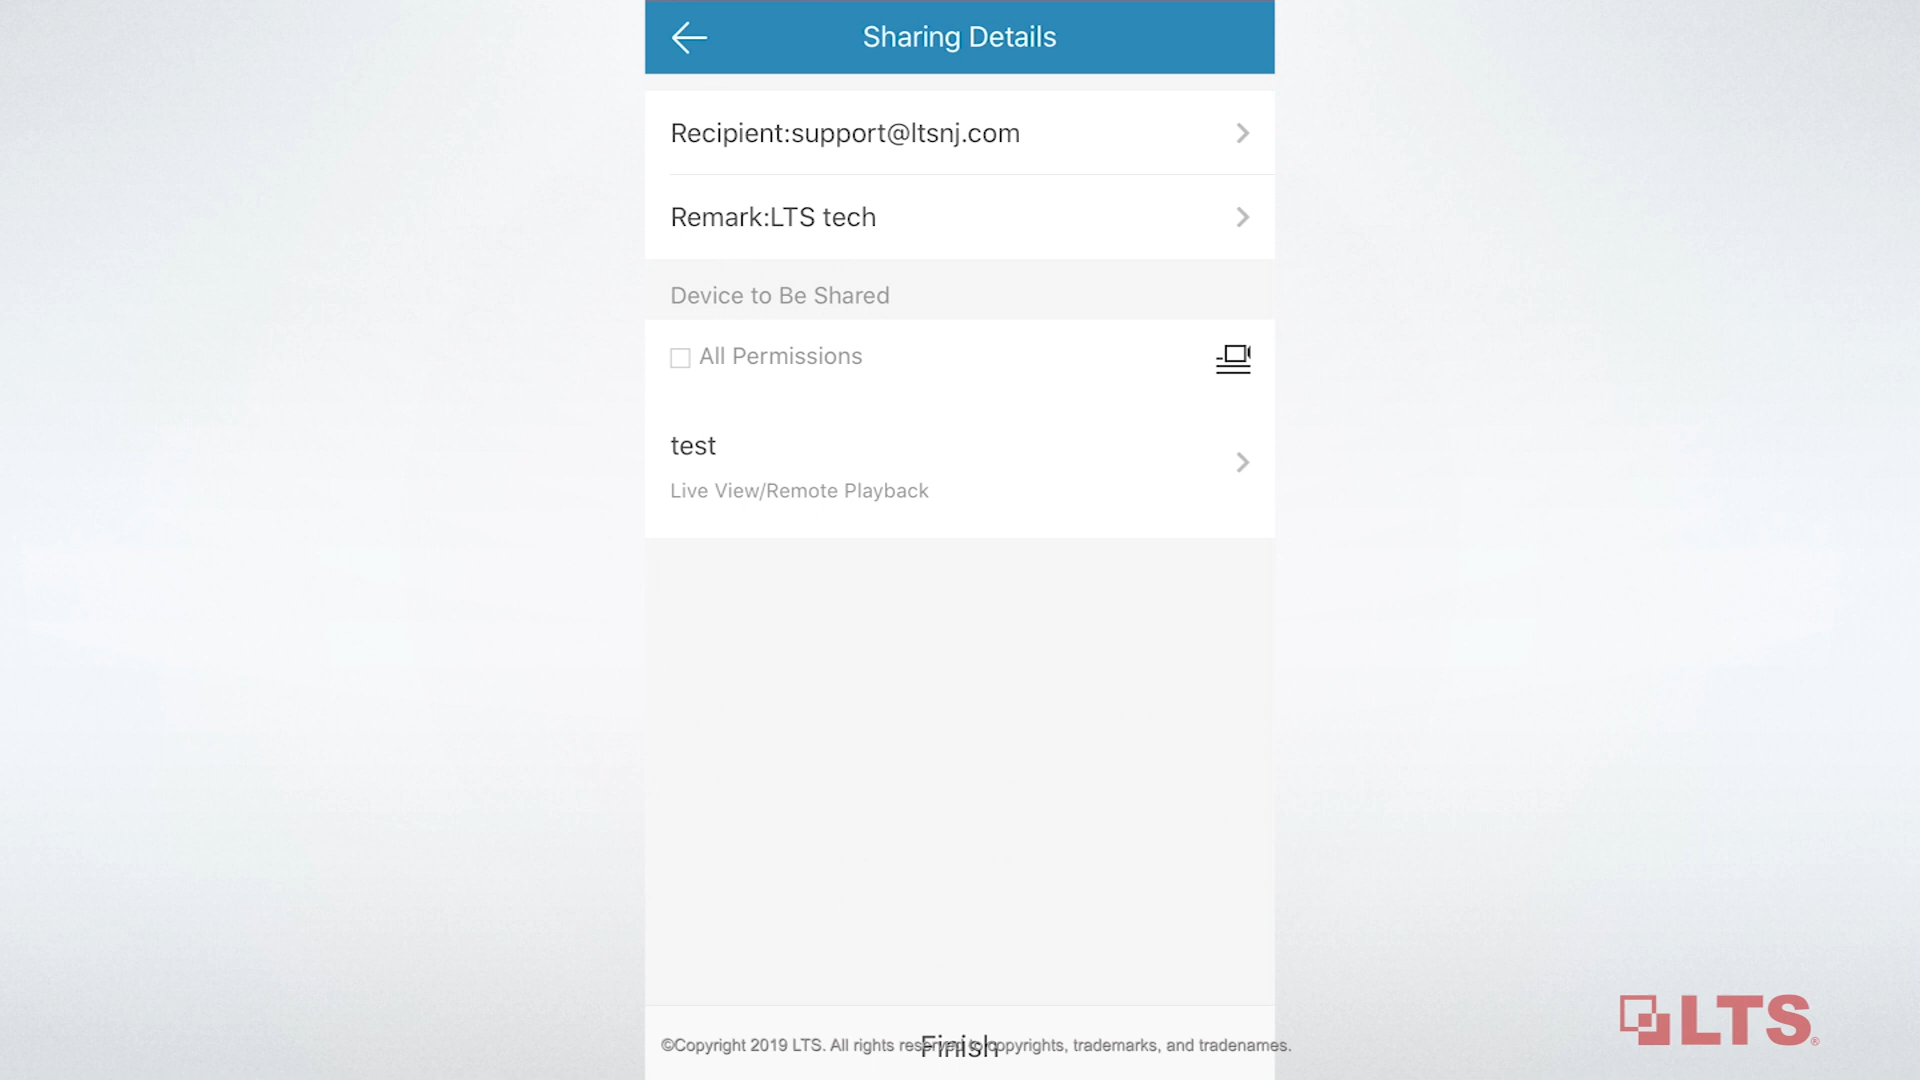 Sharing Details
Recipient:support@ltsnj.com
Remark:LTS tech
Device to Be Shared
All Permissions
test
Live View/Remote Playback
Finish
©Copyright 2019 LTS. All rights reserved to copyrights, trademarks, and tradenames.
LTS®